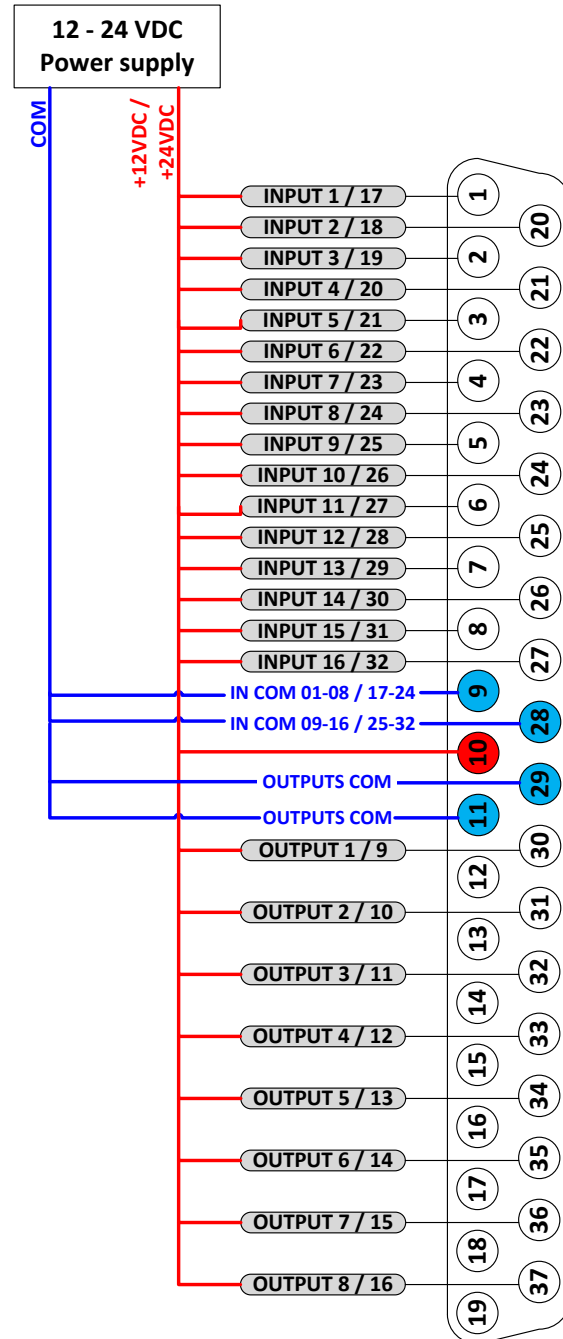 12 - 24 VDC
Power supply
COM
+12VDC /
+24VDC
INPUT 1 / 17
1
INPUT 2 / 18
20
INPUT 3 / 19
2
INPUT 4 / 20
21
INPUT 5 / 21
3
INPUT 6 / 22
22
INPUT 7 / 23
4
INPUT 8 / 24
23
INPUT 9 / 25
5
INPUT 10 / 26
24
INPUT 11 / 27
6
INPUT 12 / 28
25
INPUT 13 / 29
7
INPUT 14 / 30
26
INPUT 15 / 31
8
INPUT 16 / 32
27
IN COM 01-08 / 17-24
9
IN COM 09-16 / 25-32
28
10
OUTPUTS COM
29
OUTPUTS COM
11
OUTPUT 1 / 9
30
12
OUTPUT 2 / 10
31
13
OUTPUT 3 / 11
32
14
OUTPUT 4 / 12
33
15
OUTPUT 5 / 13
34
16
OUTPUT 6 / 14
35
17
OUTPUT 7 / 15
36
18
OUTPUT 8 / 16
37
19